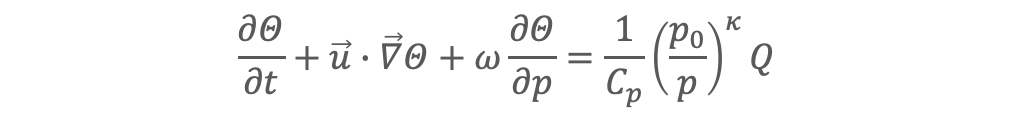 ∂Θ/∂t + u⃗ · ∇⃗Θ + ω ∂Θ/∂p = 1/C_p (p_0/p)^κ Q